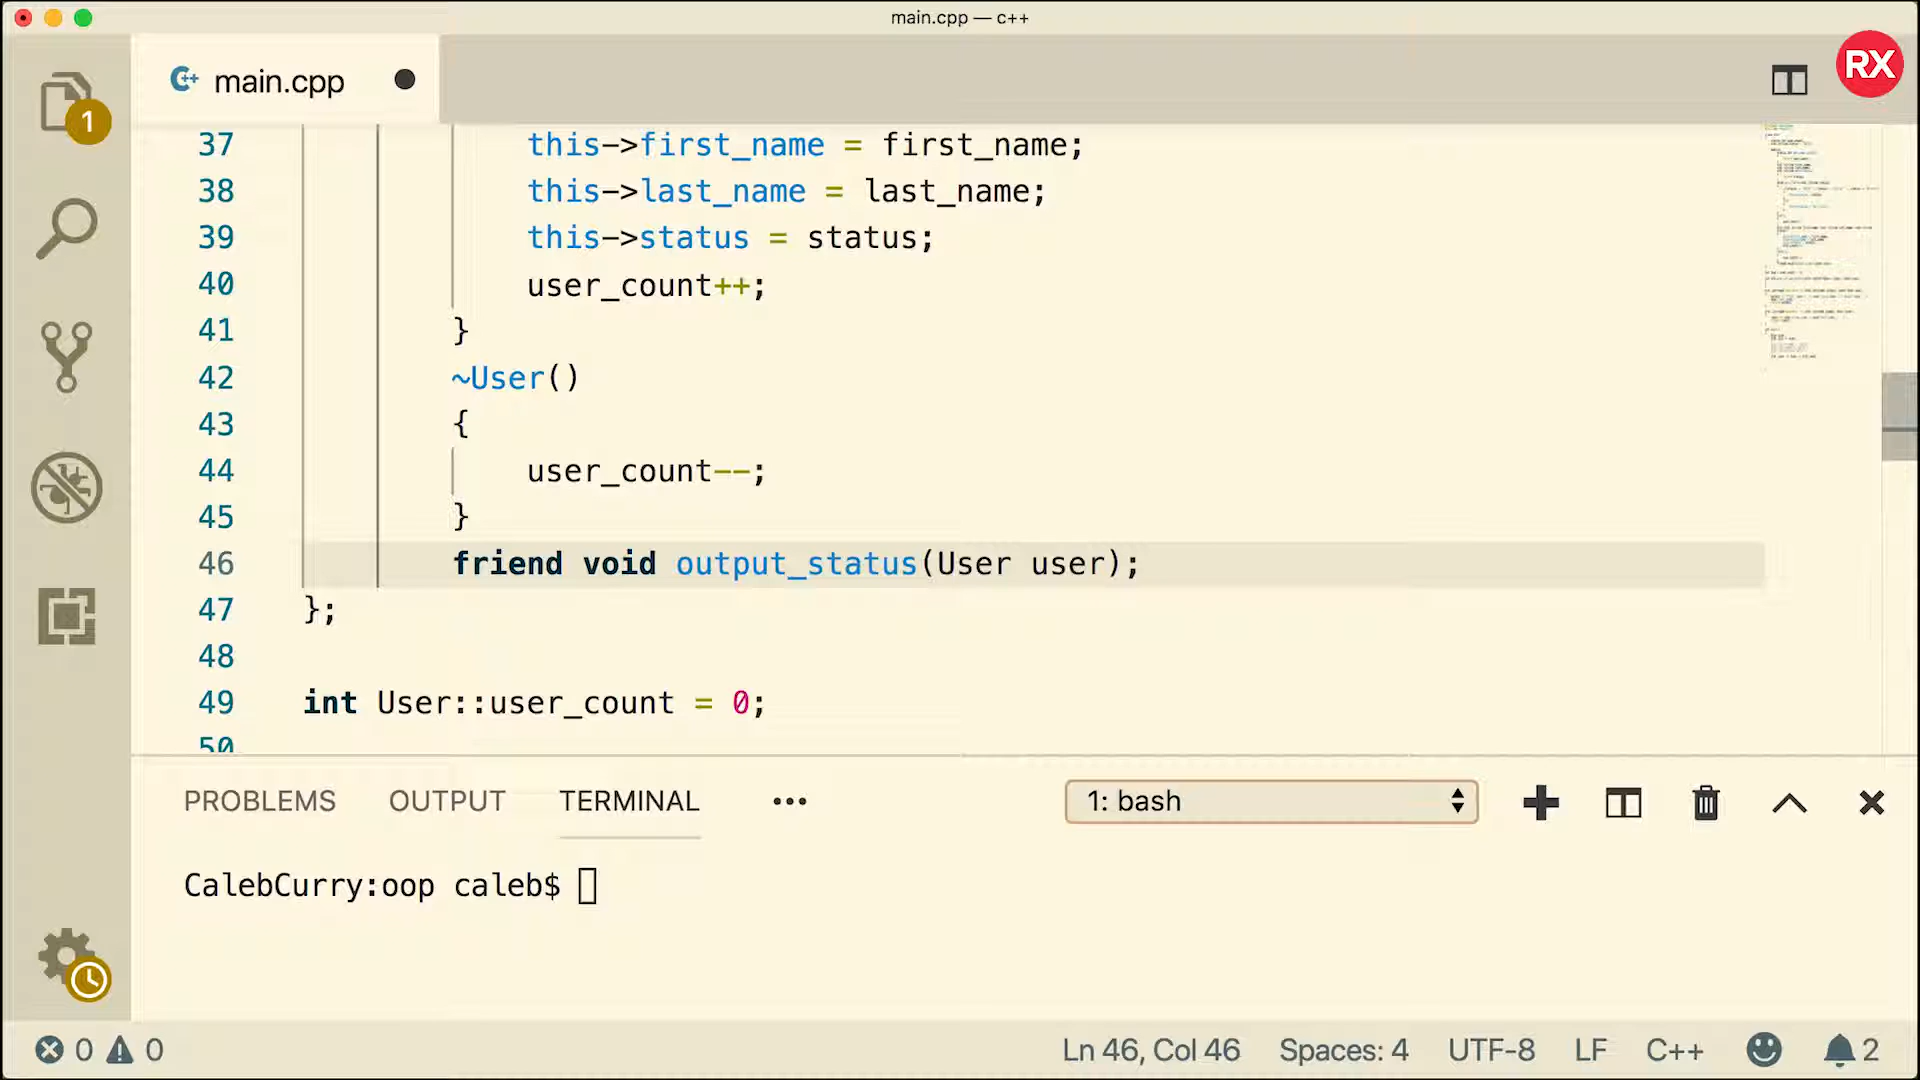 main.cpp — c++
RX
main.cpp
1
37 this->first_name = first_name;
38 this->last_name = last_name;
39 this->status = status;
40 user_count++;
41 }
42 ~User()
43 {
44 user_count--;
45 }
46 friend void output_status(User user);
47 };
48
49 int User::user_count = 0;
50
PROBLEMS OUTPUT TERMINAL ••• 1: bash
CalebCurry:oop caleb$
0 0 Ln 46, Col 46 Spaces: 4 UTF-8 LF C++ 2